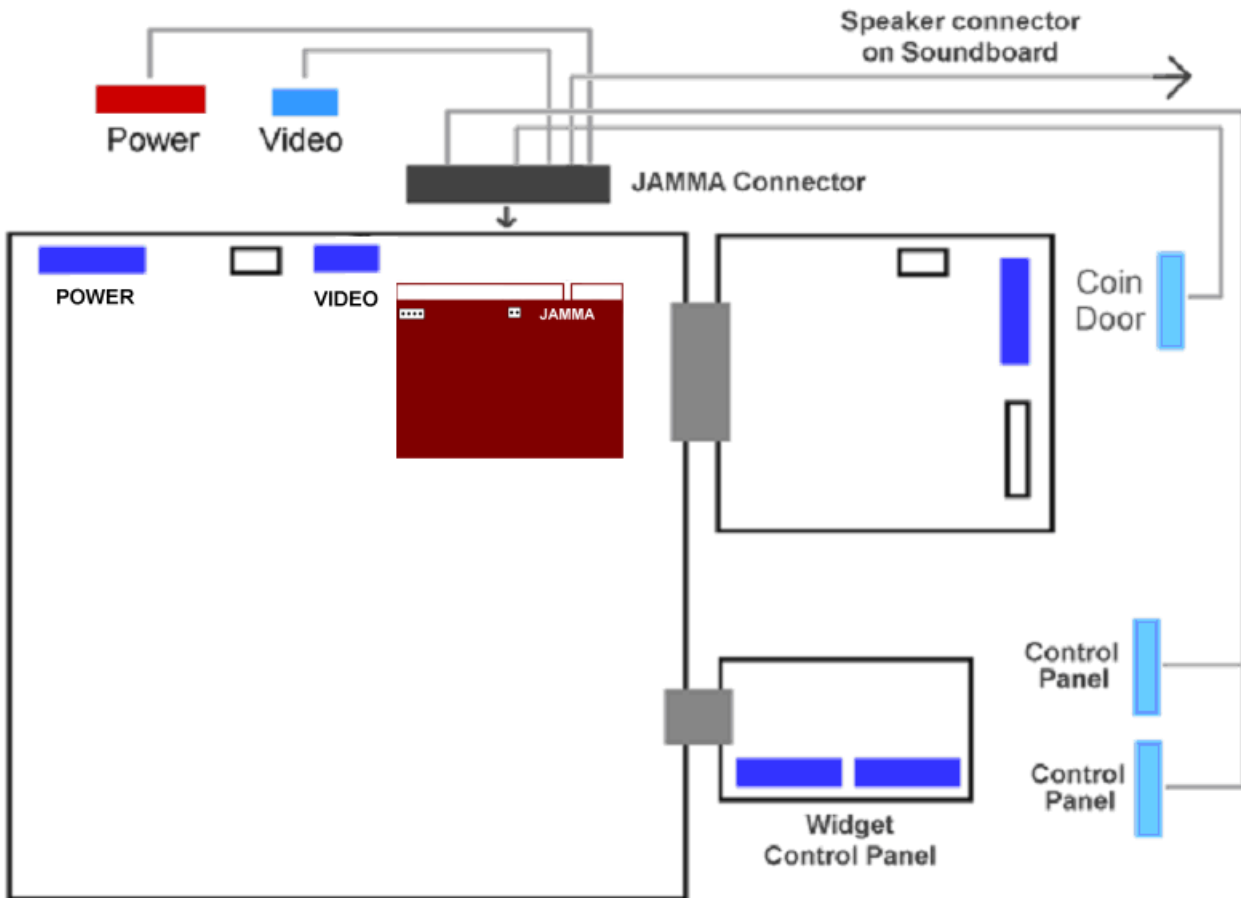 Speaker connector
on Soundboard
Power
Video
JAMMA Connector
POWER
VIDEO
JAMMA
Coin
Door
Control
Panel
Control
Panel
Widget
Control Panel